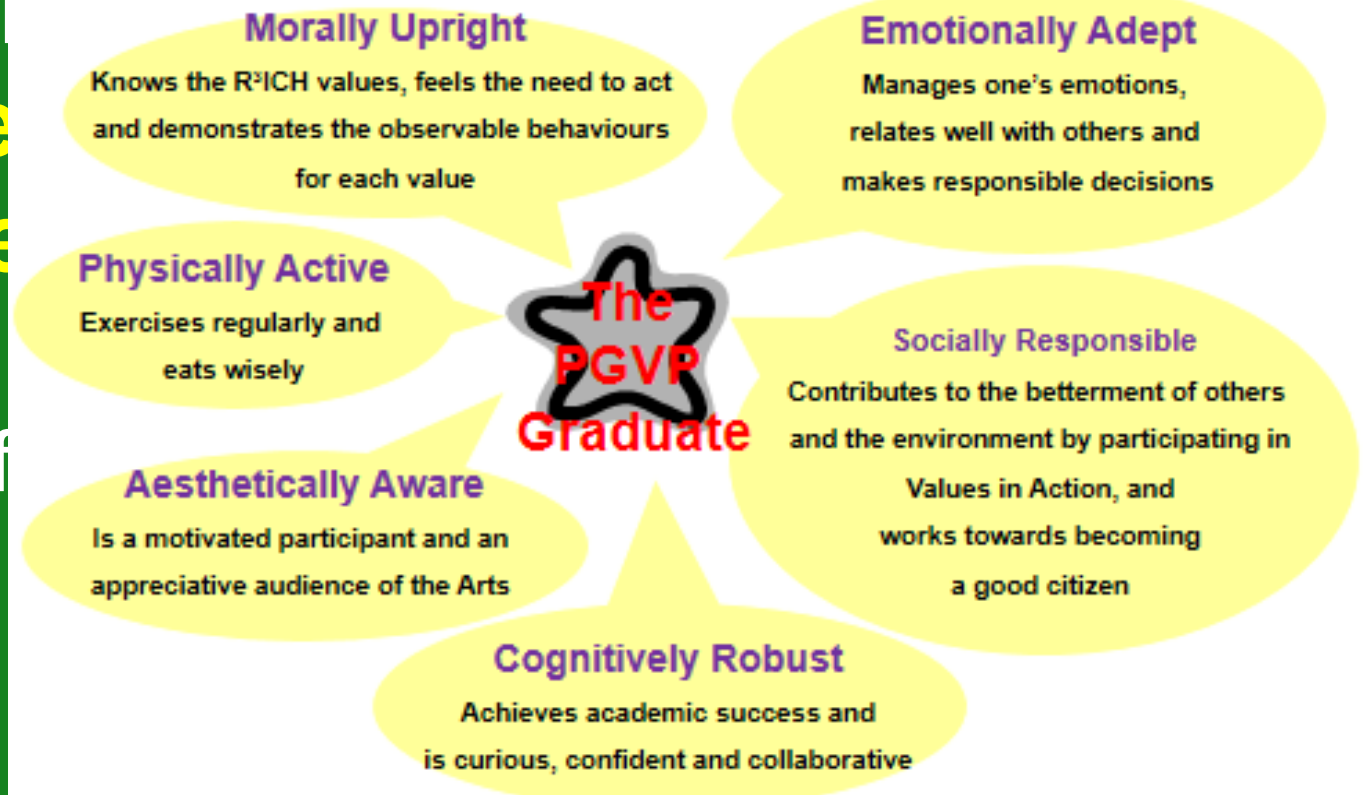 Morally Upright
Knows the R³ICH values, feels the need to act
and demonstrates the observable behaviours
for each value
Emotionally Adept
Manages one's emotions,
relates well with others and
makes responsible decisions
Physically Active
Exercises regularly and
eats wisely
The
PGVP
Graduate
Socially Responsible
Contributes to the betterment of others
and the environment by participating in
Values in Action, and
works towards becoming
a good citizen
Aesthetically Aware
Is a motivated participant and an
appreciative audience of the Arts
Cognitively Robust
Achieves academic success and
is curious, confident and collaborative